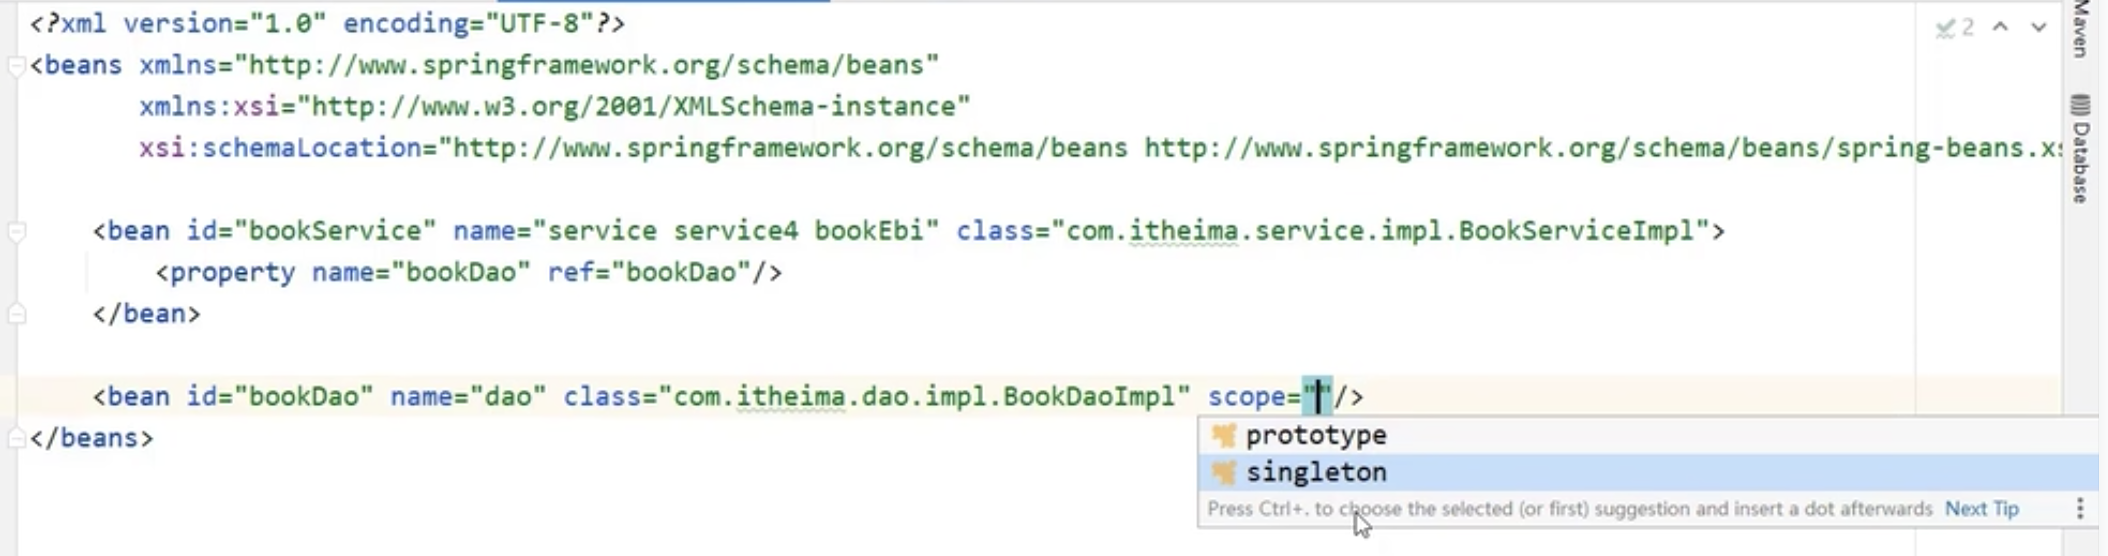 <?xml version="1.0" encoding="UTF-8"?>
<beans xmlns="http://www.springframework.org/schema/beans"
xmlns:xsi="http://www.w3.org/2001/XMLSchema-instance"
xsi:schemaLocation="http://www.springframework.org/schema/beans http://www.springframework.org/schema/beans/spring-beans.xs
<bean id="bookService" name="service service4 bookEbi" class="com.itheima.service.impl.BookServiceImpl">
<property name="bookDao" ref="bookDao"/>
</bean>
<bean id="bookDao" name="dao" class="com.itheima.dao.impl.BookDaoImpl" scope=""/>
</beans>
prototype
singleton
Press Ctrl+. to choose the selected (or first) suggestion and insert a dot afterwards Next Tip
2
Maven
Database